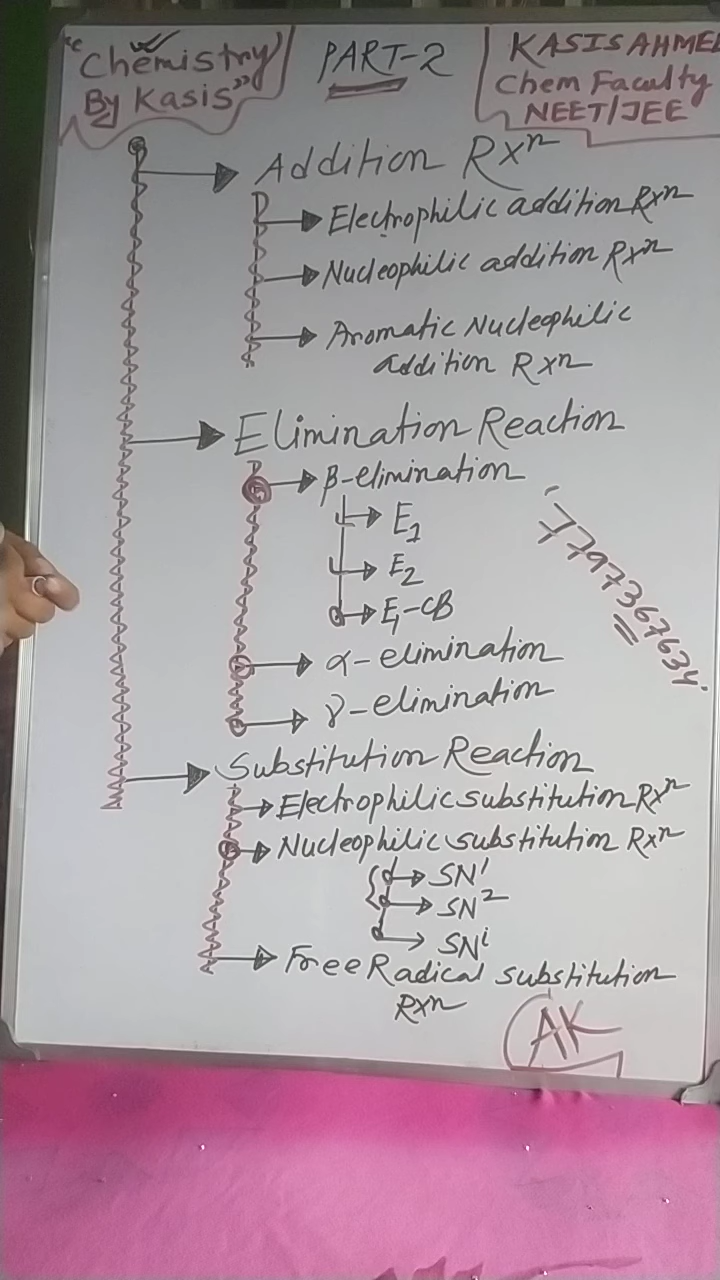 "Chemistry
By Kasis"
PART-2
KASIS AHMED
Chem Faculty
NEET/JEE
Addition Rxn
Electrophilic addition Rxn
Nucleophilic addition Rxn
Aromatic Nucleophilic
addition Rxn
Elimination Reaction
β-elimination
E1
E2
E1-CB
α-elimination
γ-elimination
7797367634
Substitution Reaction
Electrophilic substitution Rxn
Nucleophilic substitution Rxn
SN1
SN2
SNi
Free Radical substitution
Rxn
AK